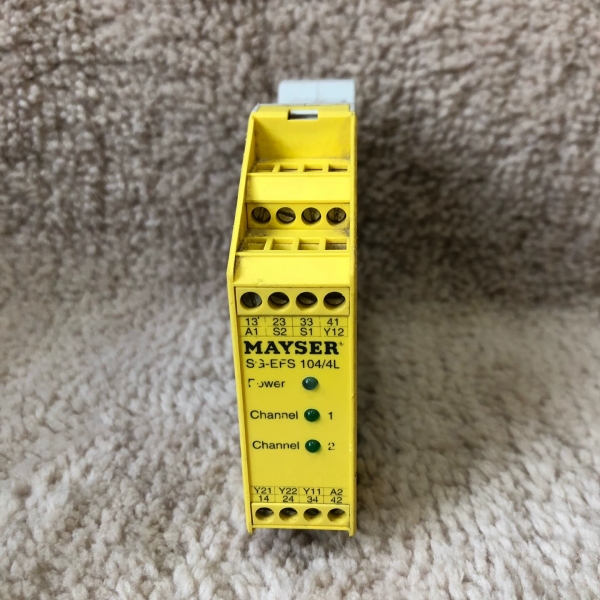 13 23 33 41
A1 S2 S1 Y12
MAYSER
SG-EFS 104/4L
Power
Channel 1
Channel 2
Y21 Y22 Y11 A2
14 24 34 42